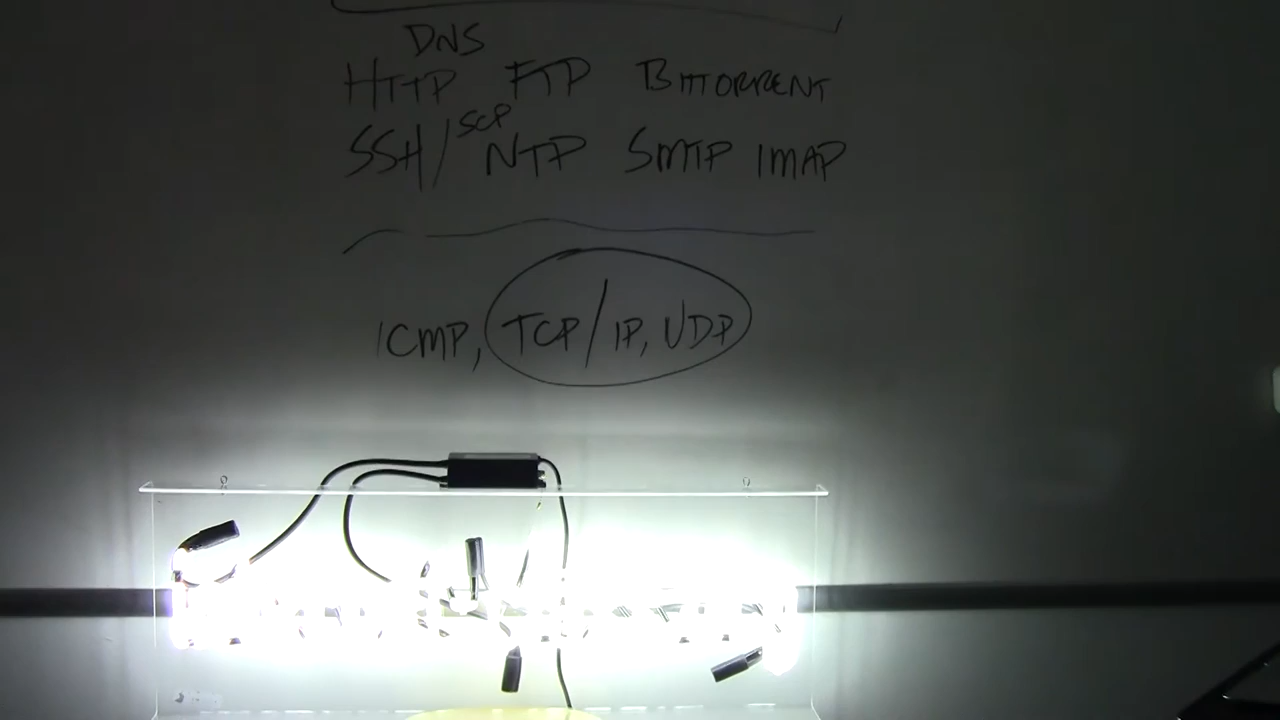 DNS
HTTP FTP BITTORRENT
SSH/SCP NTP SMTP IMAP
ICMP, TCP/IP, UDP